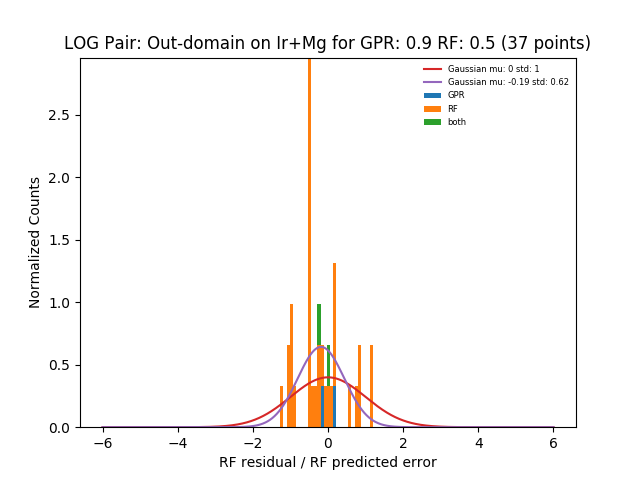 LOG Pair: Out-domain on Ir+Mg for GPR: 0.9 RF: 0.5 (37 points)
Gaussian mu: 0 std: 1
Gaussian mu: -0.19 std: 0.62
GPR
RF
both
Normalized Counts
2.5
2.0
1.5
1.0
0.5
0.0
−6 −4 −2 0 2 4 6
RF residual / RF predicted error